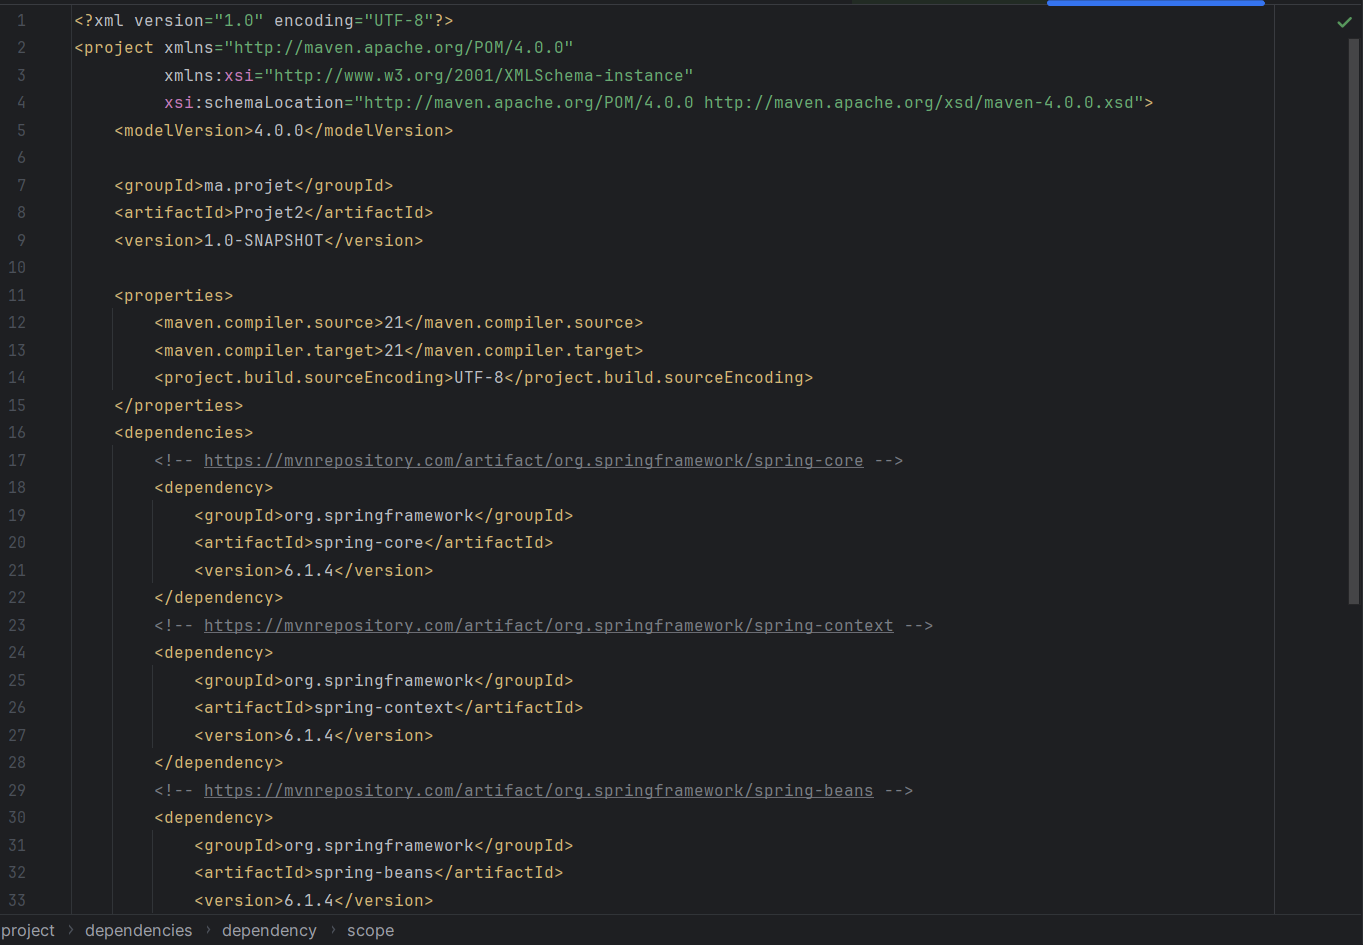 1 <?xml version="1.0" encoding="UTF-8"?>
2 <project xmlns="http://maven.apache.org/POM/4.0.0"
3 xmlns:xsi="http://www.w3.org/2001/XMLSchema-instance"
4 xsi:schemaLocation="http://maven.apache.org/POM/4.0.0 http://maven.apache.org/xsd/maven-4.0.0.xsd">
5 <modelVersion>4.0.0</modelVersion>
6
7 <groupId>ma.projet</groupId>
8 <artifactId>Projet2</artifactId>
9 <version>1.0-SNAPSHOT</version>
10
11 <properties>
12 <maven.compiler.source>21</maven.compiler.source>
13 <maven.compiler.target>21</maven.compiler.target>
14 <project.build.sourceEncoding>UTF-8</project.build.sourceEncoding>
15 </properties>
16 <dependencies>
17 <!-- https://mvnrepository.com/artifact/org.springframework/spring-core -->
18 <dependency>
19 <groupId>org.springframework</groupId>
20 <artifactId>spring-core</artifactId>
21 <version>6.1.4</version>
22 </dependency>
23 <!-- https://mvnrepository.com/artifact/org.springframework/spring-context -->
24 <dependency>
25 <groupId>org.springframework</groupId>
26 <artifactId>spring-context</artifactId>
27 <version>6.1.4</version>
28 </dependency>
29 <!-- https://mvnrepository.com/artifact/org.springframework/spring-beans -->
30 <dependency>
31 <groupId>org.springframework</groupId>
32 <artifactId>spring-beans</artifactId>
33 <version>6.1.4</version>
project › dependencies › dependency › scope